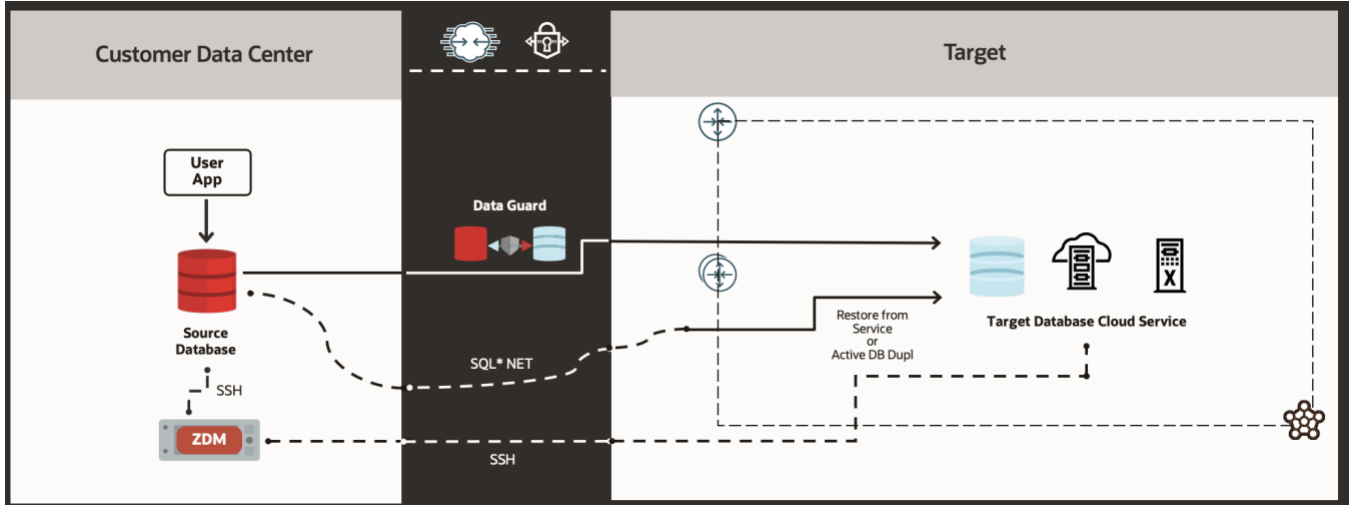 Customer Data Center
Target
User
App
Data Guard
Source
Database
SSH
ZDM
SQL* NET
SSH
Restore from
Service
or
Active DB Dupl
X
Target Database Cloud Service